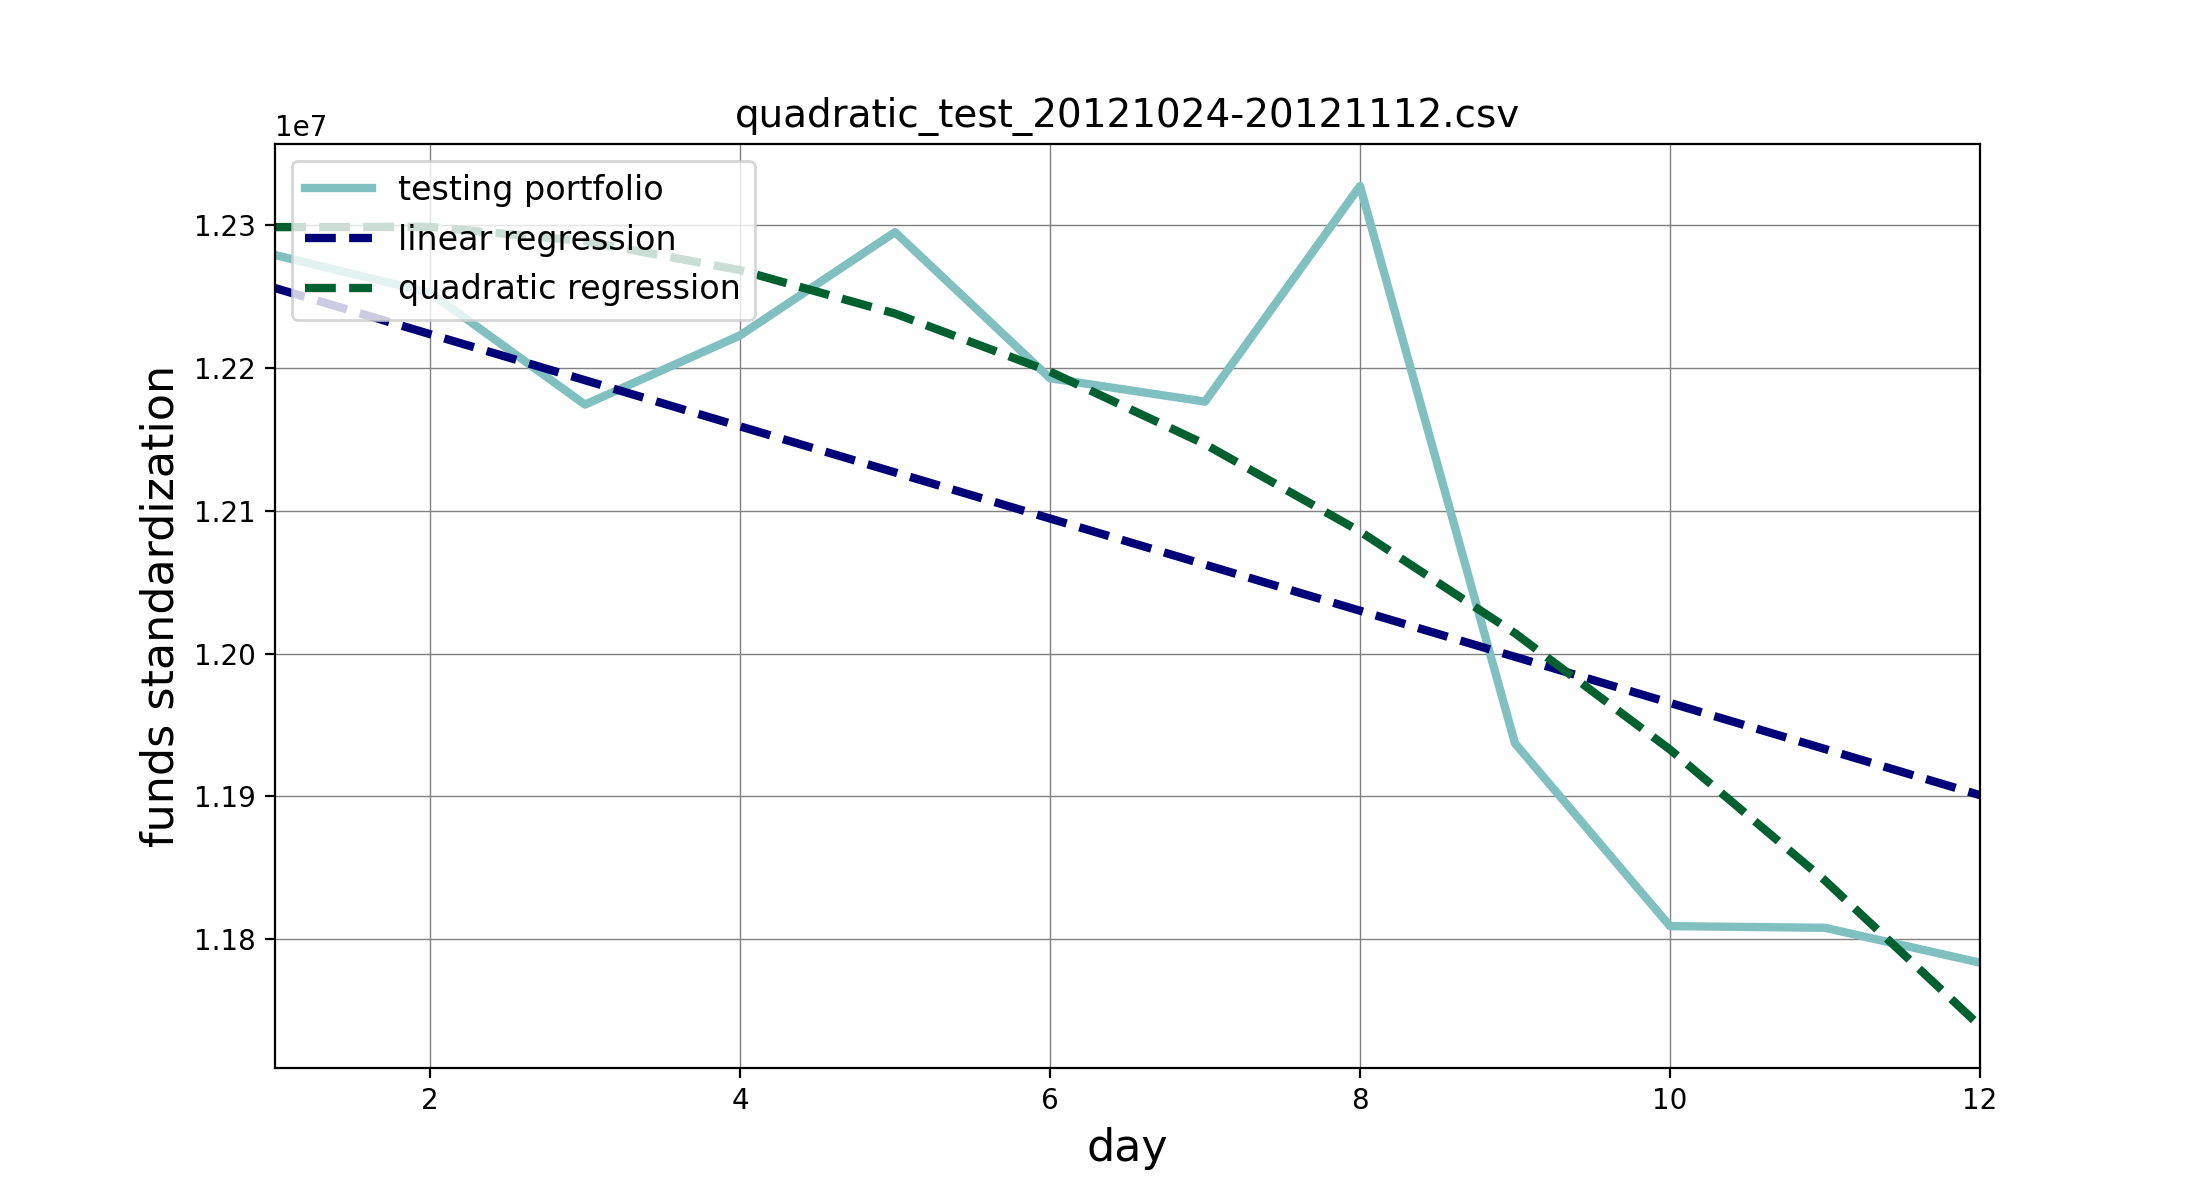 quadratic_test_20121024-20121112.csv
1e7
testing portfolio
linear regression
quadratic regression
1.23
1.22
1.21
1.20
1.19
1.18
funds standardization
2 4 6 8 10 12
day